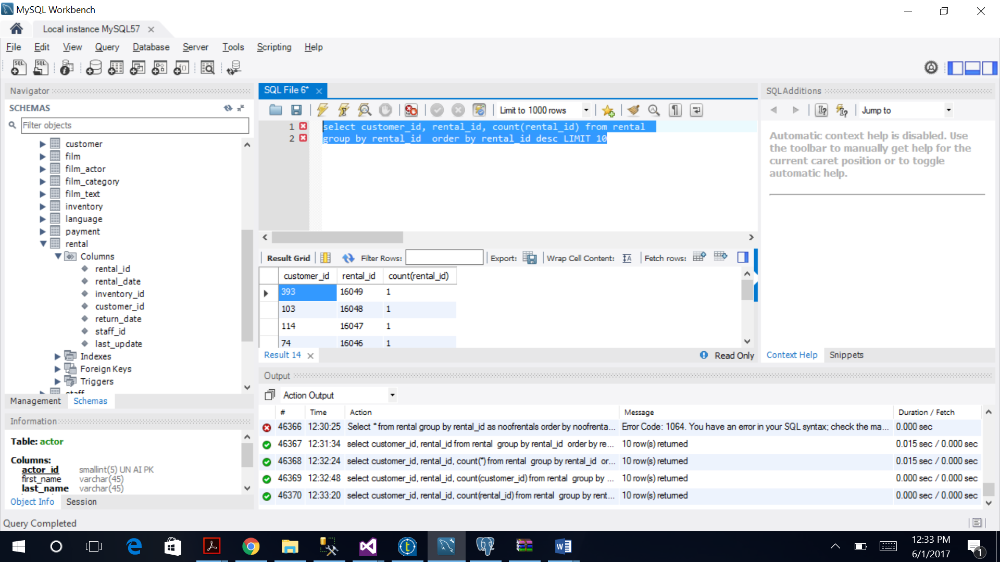 MySQL Workbench
Local instance MySQL57
File Edit View Query Database Server Tools Scripting Help
Navigator
SCHEMAS
Filter objects
customer
film
film_actor
film_category
film_text
inventory
language
payment
rental
Columns
rental_id
rental_date
inventory_id
customer_id
return_date
staff_id
last_update
Indexes
Foreign Keys
Triggers
staff
Management Schemas
Information
Table: actor
Columns:
actor_id smallint(5) UN AI PK
first_name varchar(45)
last_name varchar(45)
Object Info Session
SQL File 6*
Limit to 1000 rows
1 select customer_id, rental_id, count(rental_id) from rental
2 group by rental_id  order by rental_id desc LIMIT 10
Result Grid Filter Rows: Export: Wrap Cell Content: Fetch rows:
customer_id rental_id count(rental_id)
393 16049 1
103 16048 1
114 16047 1
74 16046 1
Result 14 Read Only
SQLAdditions
Jump to
Automatic context help is disabled. Use
the toolbar to manually get help for the
current caret position or to toggle
automatic help.
Context Help Snippets
Output
Action Output
# Time Action Message Duration / Fetch
46366 12:30:25 Select * from rental group by rental_id as noofrentals order by noofrenta... Error Code: 1064. You have an error in your SQL syntax; check the ma... 0.000 sec
46367 12:31:34 select customer_id, rental_id from rental  group by rental_id  order by re... 10 row(s) returned 0.015 sec / 0.000 sec
46368 12:32:24 select customer_id, rental_id, count(*) from rental  group by rental_id  or... 10 row(s) returned 0.015 sec / 0.000 sec
46369 12:32:48 select customer_id, rental_id, count(customer_id) from rental  group by ... 10 row(s) returned 0.000 sec / 0.000 sec
46370 12:33:20 select customer_id, rental_id, count(rental_id) from rental  group by rent... 10 row(s) returned 0.000 sec / 0.000 sec
Query Completed
12:33 PM
6/1/2017
1